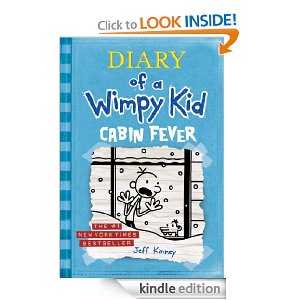 Click to
LOOK INSIDE!
DIARY
of a
Wimpy Kid
CABIN FEVER
THE #1
NEW YORK TIMES
BESTSELLER
Jeff Kinney
kindle edition